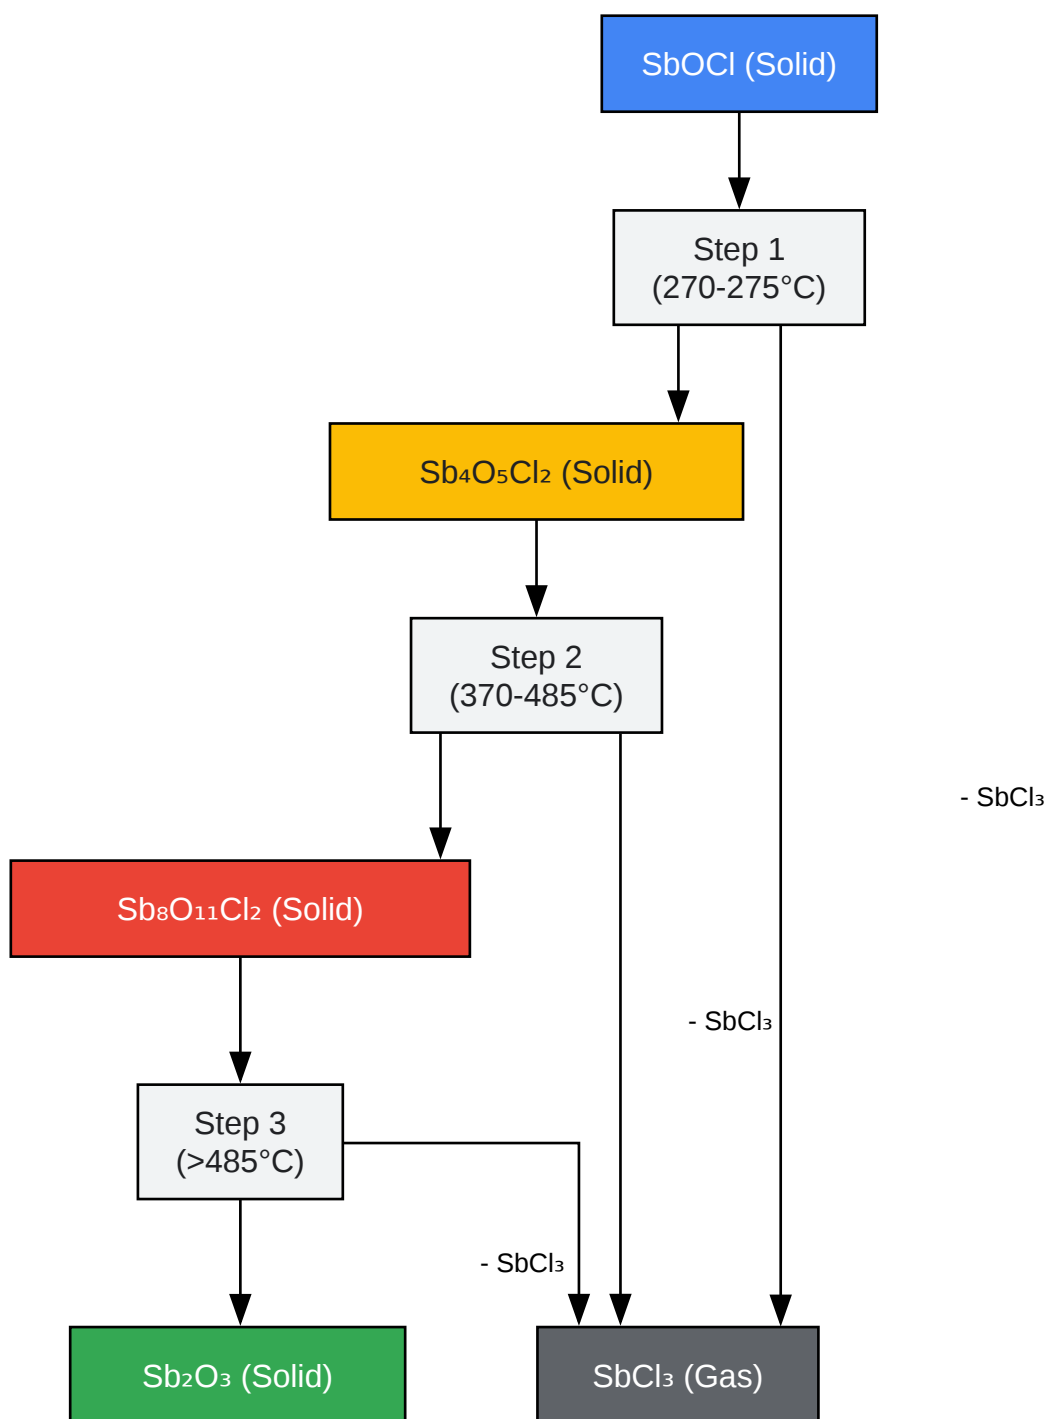 SbOCl (Solid)
Step 1
(270-275°C)
Sb₄O₅Cl₂ (Solid)
Step 2
(370-485°C)
- SbCl₃
Sb₈O₁₁Cl₂ (Solid)
- SbCl₃
Step 3
(>485°C)
- SbCl₃
Sb₂O₃ (Solid)
SbCl₃ (Gas)